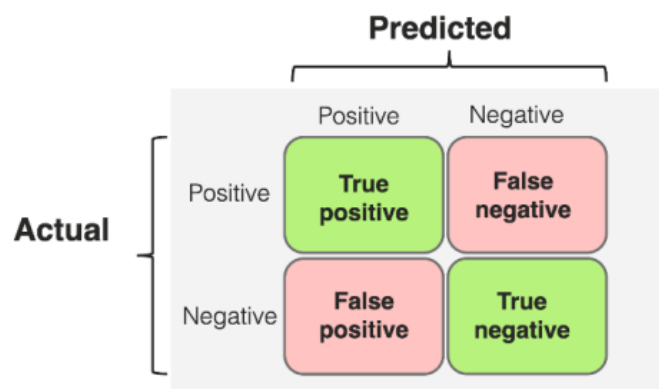 Predicted
Positive Negative
Positive
True
positive
False
negative
Actual
Negative
False
positive
True
negative